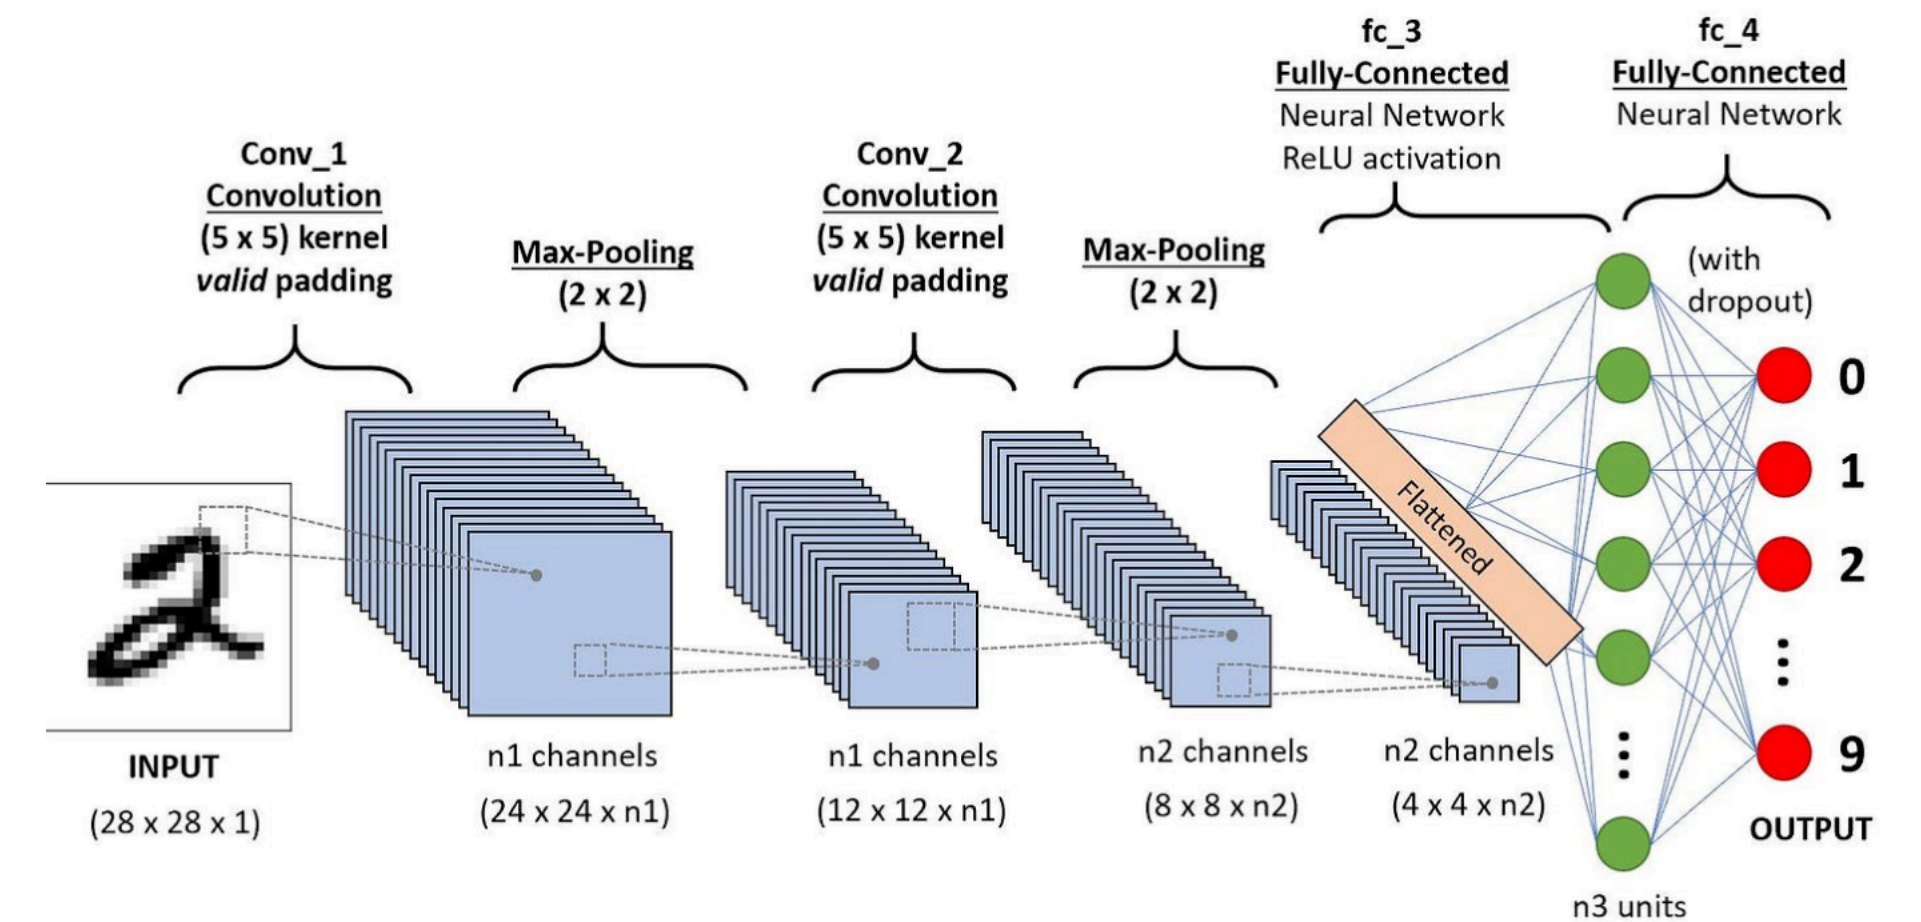 Conv_1
Convolution
(5 x 5) kernel
valid padding
Max-Pooling
(2 x 2)
Conv_2
Convolution
(5 x 5) kernel
valid padding
Max-Pooling
(2 x 2)
fc_3
Fully-Connected
Neural Network
ReLU activation
fc_4
Fully-Connected
Neural Network
(with
dropout)
Flattened
0
1
2
9
OUTPUT
INPUT
(28 x 28 x 1)
n1 channels
(24 x 24 x n1)
n1 channels
(12 x 12 x n1)
n2 channels
(8 x 8 x n2)
n2 channels
(4 x 4 x n2)
n3 units
2